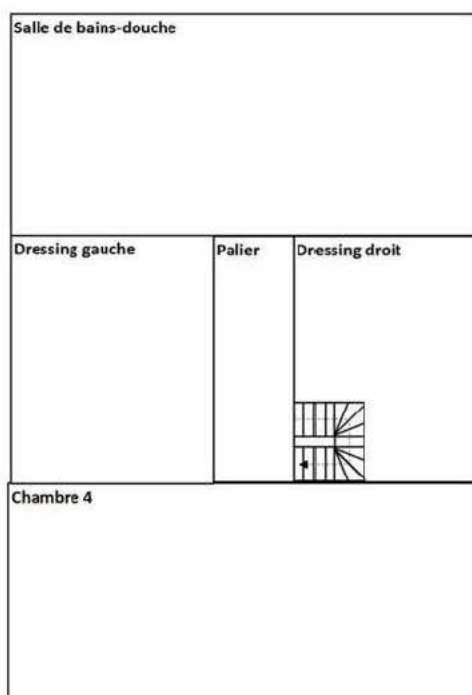 Salle de bains-douche
Dressing gauche
Palier
Dressing droit
Chambre 4